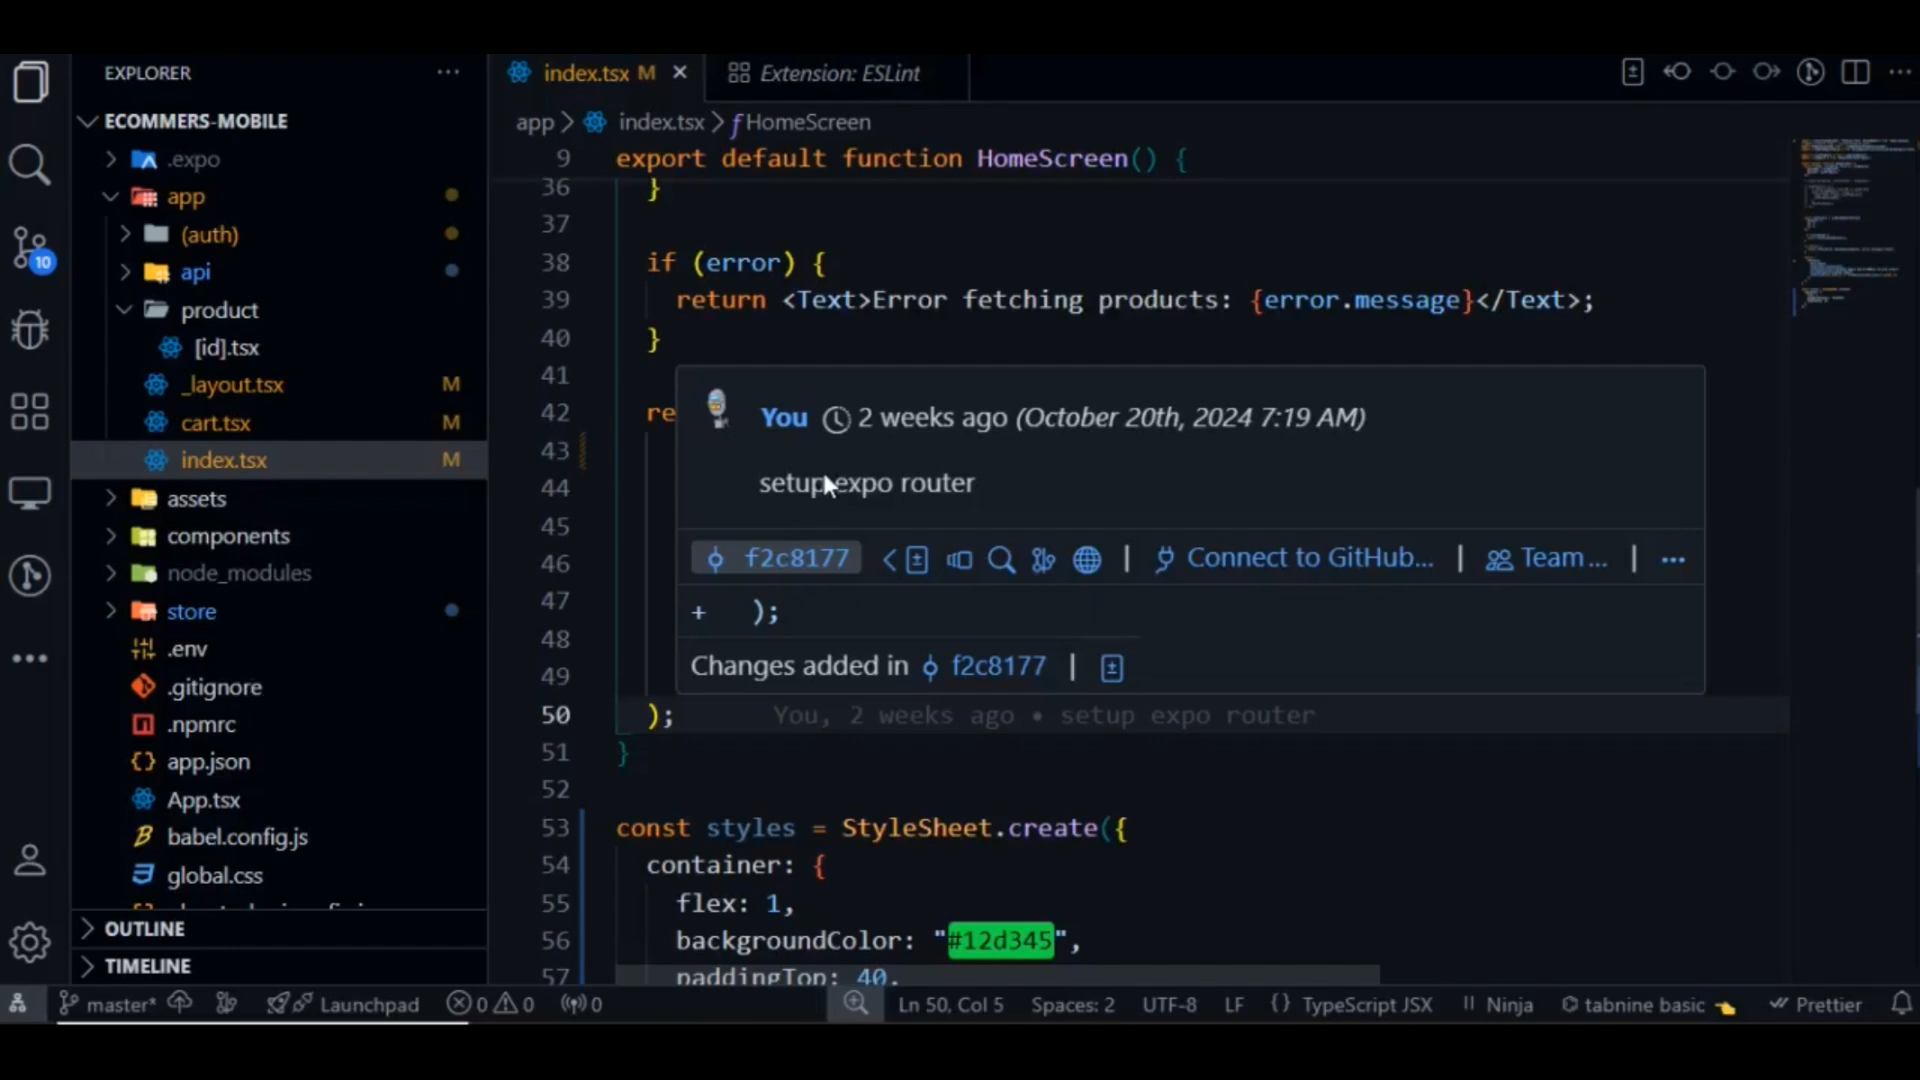 EXPLORER
ECOMMERS-MOBILE
.expo
app
(auth)
api
product
[id].tsx
_layout.tsx M
cart.tsx M
index.tsx M
assets
components
node_modules
store
.env
.gitignore
.npmrc
app.json
App.tsx
babel.config.js
global.css
OUTLINE
TIMELINE
10
index.tsx M
Extension: ESLint
app > index.tsx > HomeScreen
9 export default function HomeScreen() {
36 }
37
38 if (error) {
39 return <Text>Error fetching products: {error.message}</Text>;
40 }
41
42 re
43
44
45
46
47
48
49
You 2 weeks ago (October 20th, 2024 7:19 AM)
setup expo router
f2c8177 | Connect to GitHub... | Team... | ...
+ );
Changes added in f2c8177 |
50 ); You, 2 weeks ago • setup expo router
51 }
52
53 const styles = StyleSheet.create({
54 container: {
55 flex: 1,
56 backgroundColor: "#12d345",
57 paddingTop: 40,
master* Launchpad 0 0 0 Ln 50, Col 5 Spaces: 2 UTF-8 LF {} TypeScript JSX Ninja tabnine basic Prettier